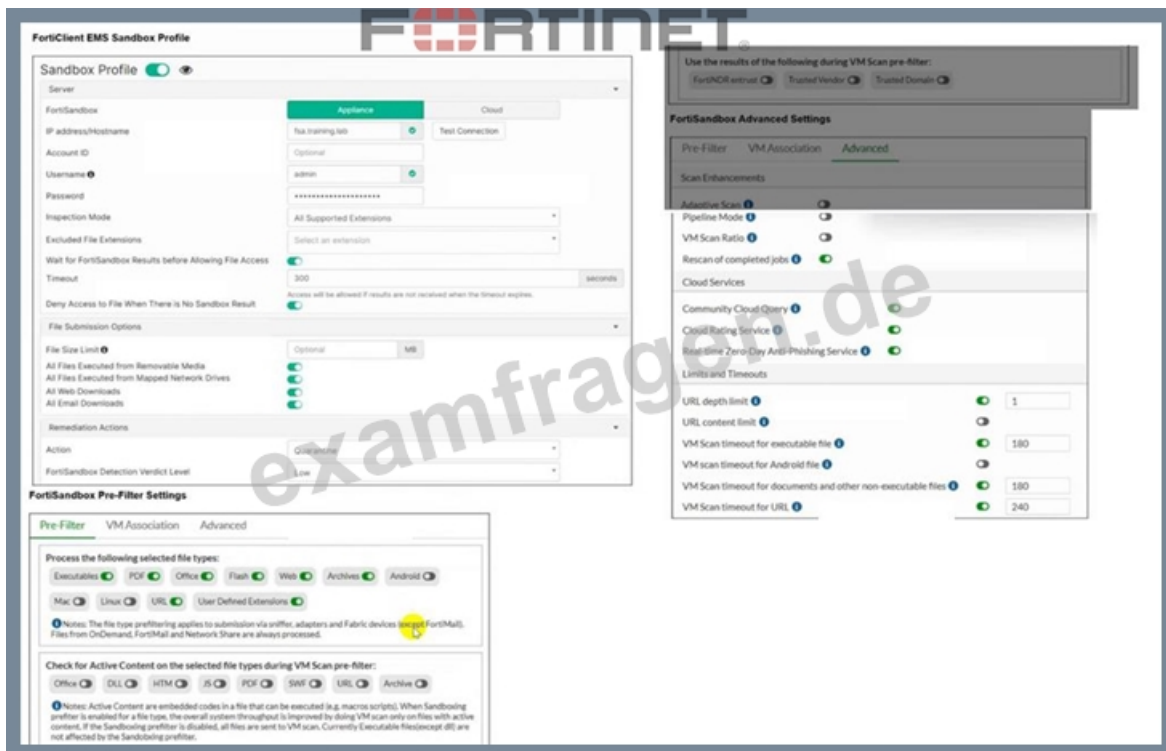 FORTINET
FortiClient EMS Sandbox Profile
Sandbox Profile
Server
FortiSandbox Appliance Cloud
IP address/Hostname fsa.training.lab Test Connection
Account ID Optional
Username admin
Password ••••••••••••••••••••
Inspection Mode All Supported Extensions
Excluded File Extensions Select an extension
Wait for FortiSandbox Results before Allowing File Access
Timeout 300 seconds
Access will be allowed if results are not received when the timeout expires.
Deny Access to File When There is No Sandbox Result
File Submission Options
File Size Limit Optional MB
All Files Executed from Removable Media
All Files Executed from Mapped Network Drives
All Web Downloads
All Email Downloads
Remediation Actions
Action Quarantine
FortiSandbox Detection Verdict Level Low
FortiSandbox Pre-Filter Settings
Pre-Filter VM Association Advanced
Process the following selected file types:
Executables PDF Office Flash Web Archives Android
Mac Linux URL User Defined Extensions
Notes: The file type prefiltering applies to submission via sniffer, adapters and Fabric devices (except FortiMail).
Files from OnDemand, FortiMail and Network Share are always processed.
Check for Active Content on the selected file types during VM Scan pre-filter:
Office DLL HTM JS PDF SWF URL Archive
Notes: Active Content are embedded codes in a file that can be executed (e.g. macros scripts). When Sandboxing
prefilter is enabled for a file type, the overall system throughput is improved by doing VM scan only on files with active
content. If the Sandboxing prefilter is disabled, all files are sent to VM scan. Currently Executable files(except dll) are
not affected by the Sandobxing prefilter.
Use the results of the following during VM Scan pre-filter:
FortiNDR entrust Trusted Vendor Trusted Domain
FortiSandbox Advanced Settings
Pre-Filter VM Association Advanced
Scan Enhancements
Adaptive Scan
Pipeline Mode
VM Scan Ratio
Rescan of completed jobs
Cloud Services
Community Cloud Query
Cloud Rating Service
Real-time Zero-Day Anti-Phishing Service
Limits and Timeouts
URL depth limit 1
URL content limit
VM Scan timeout for executable file 180
VM scan timeout for Android file
VM Scan timeout for documents and other non-executable files 180
VM Scan timeout for URL 240
examfragen.de